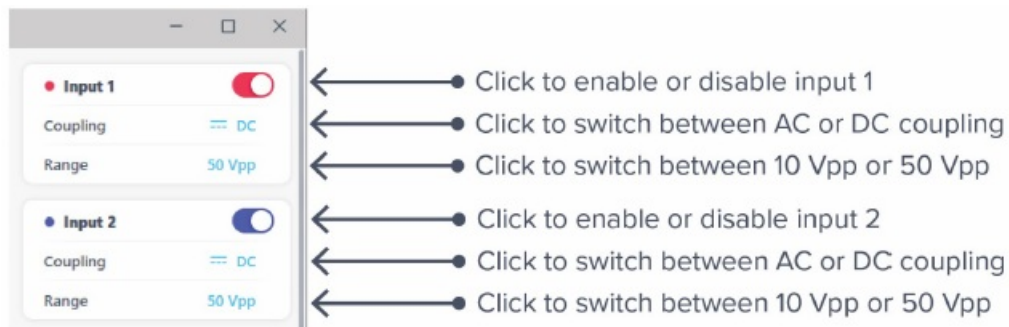 Input 1
Click to enable or disable input 1
Coupling DC
Click to switch between AC or DC coupling
Range 50 Vpp
Click to switch between 10 Vpp or 50 Vpp
Input 2
Click to enable or disable input 2
Coupling DC
Click to switch between AC or DC coupling
Range 50 Vpp
Click to switch between 10 Vpp or 50 Vpp